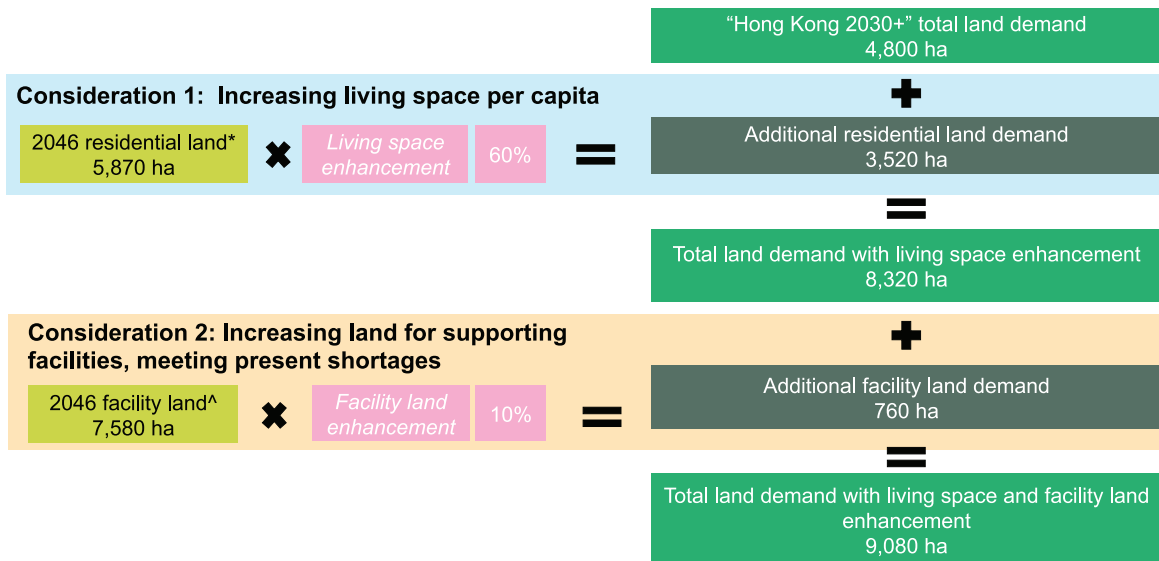 “Hong Kong 2030+” total land demand
4,800 ha
Consideration 1: Increasing living space per capita
2046 residential land*
5,870 ha
Living space
enhancement
60%
Additional residential land demand
3,520 ha
Total land demand with living space enhancement
8,320 ha
Consideration 2: Increasing land for supporting
facilities, meeting present shortages
2046 facility land^
7,580 ha
Facility land
enhancement
10%
Additional facility land demand
760 ha
Total land demand with living space and facility land
enhancement
9,080 ha